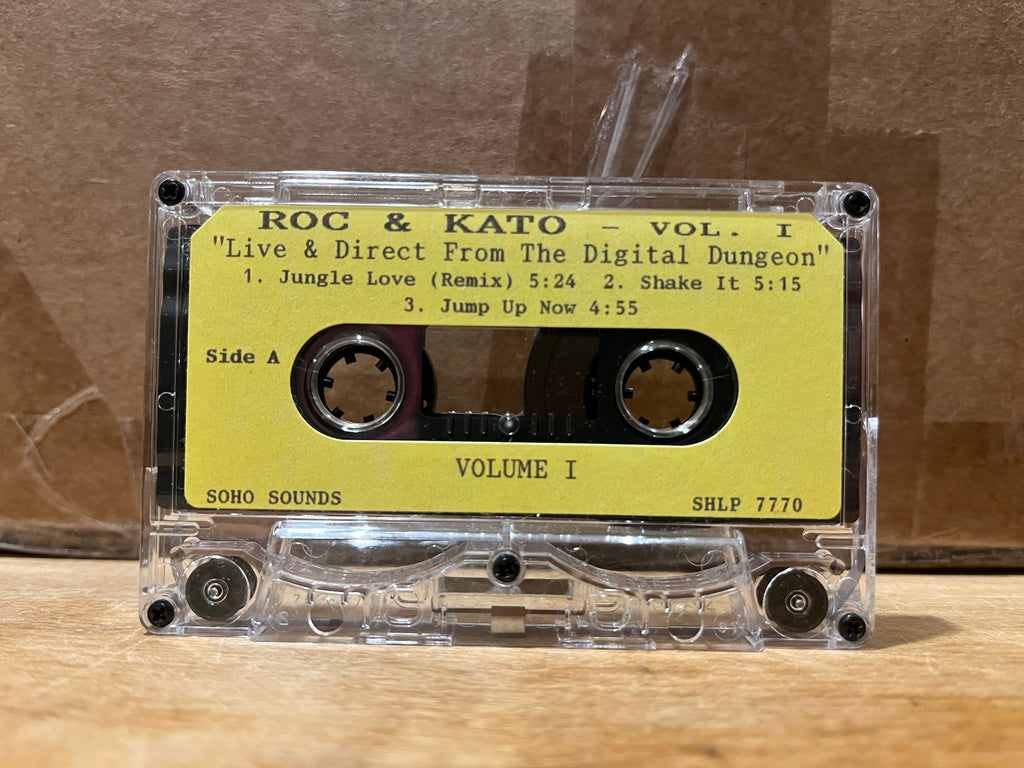 ROC & KATO – VOL. I
"Live & Direct From The Digital Dungeon"
1. Jungle Love (Remix) 5:24 2. Shake It 5:15
3. Jump Up Now 4:55
Side A
VOLUME I
SOHO SOUNDS SHLP 7770